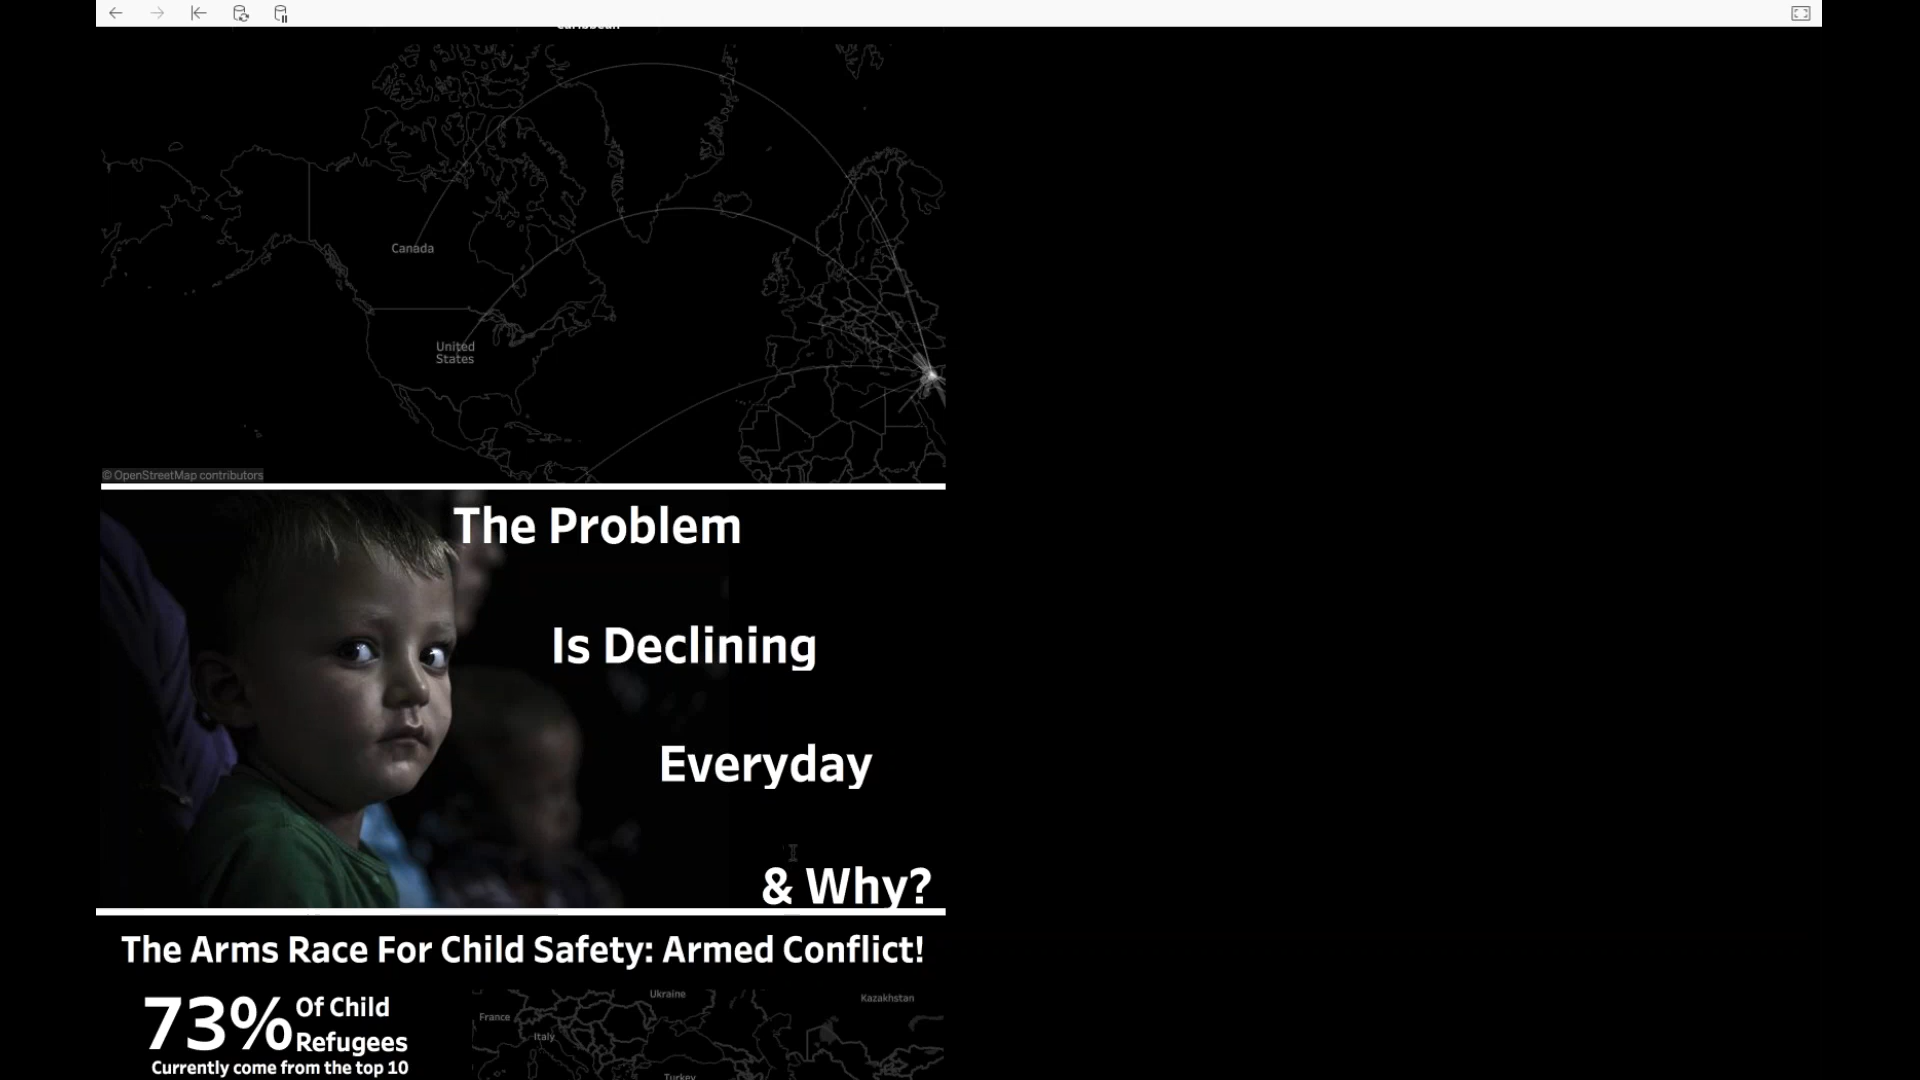 Canada
United
States
© OpenStreetMap contributors
The Problem
Is Declining
Everyday
& Why?
The Arms Race For Child Safety: Armed Conflict!
73% Of Child
Refugees
Currently come from the top 10
Ukraine
Kazakhstan
France
Italy
Turkey